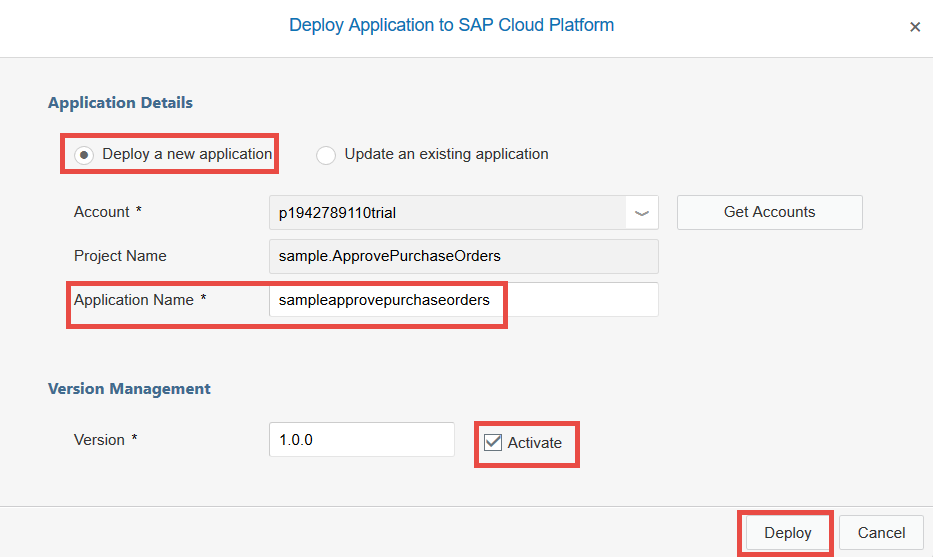 Deploy Application to SAP Cloud Platform
Application Details
Deploy a new application Update an existing application
Account * p1942789110trial Get Accounts
Project Name sample.ApprovePurchaseOrders
Application Name * sampleapprovepurchaseorders
Version Management
Version * 1.0.0 Activate
Deploy Cancel